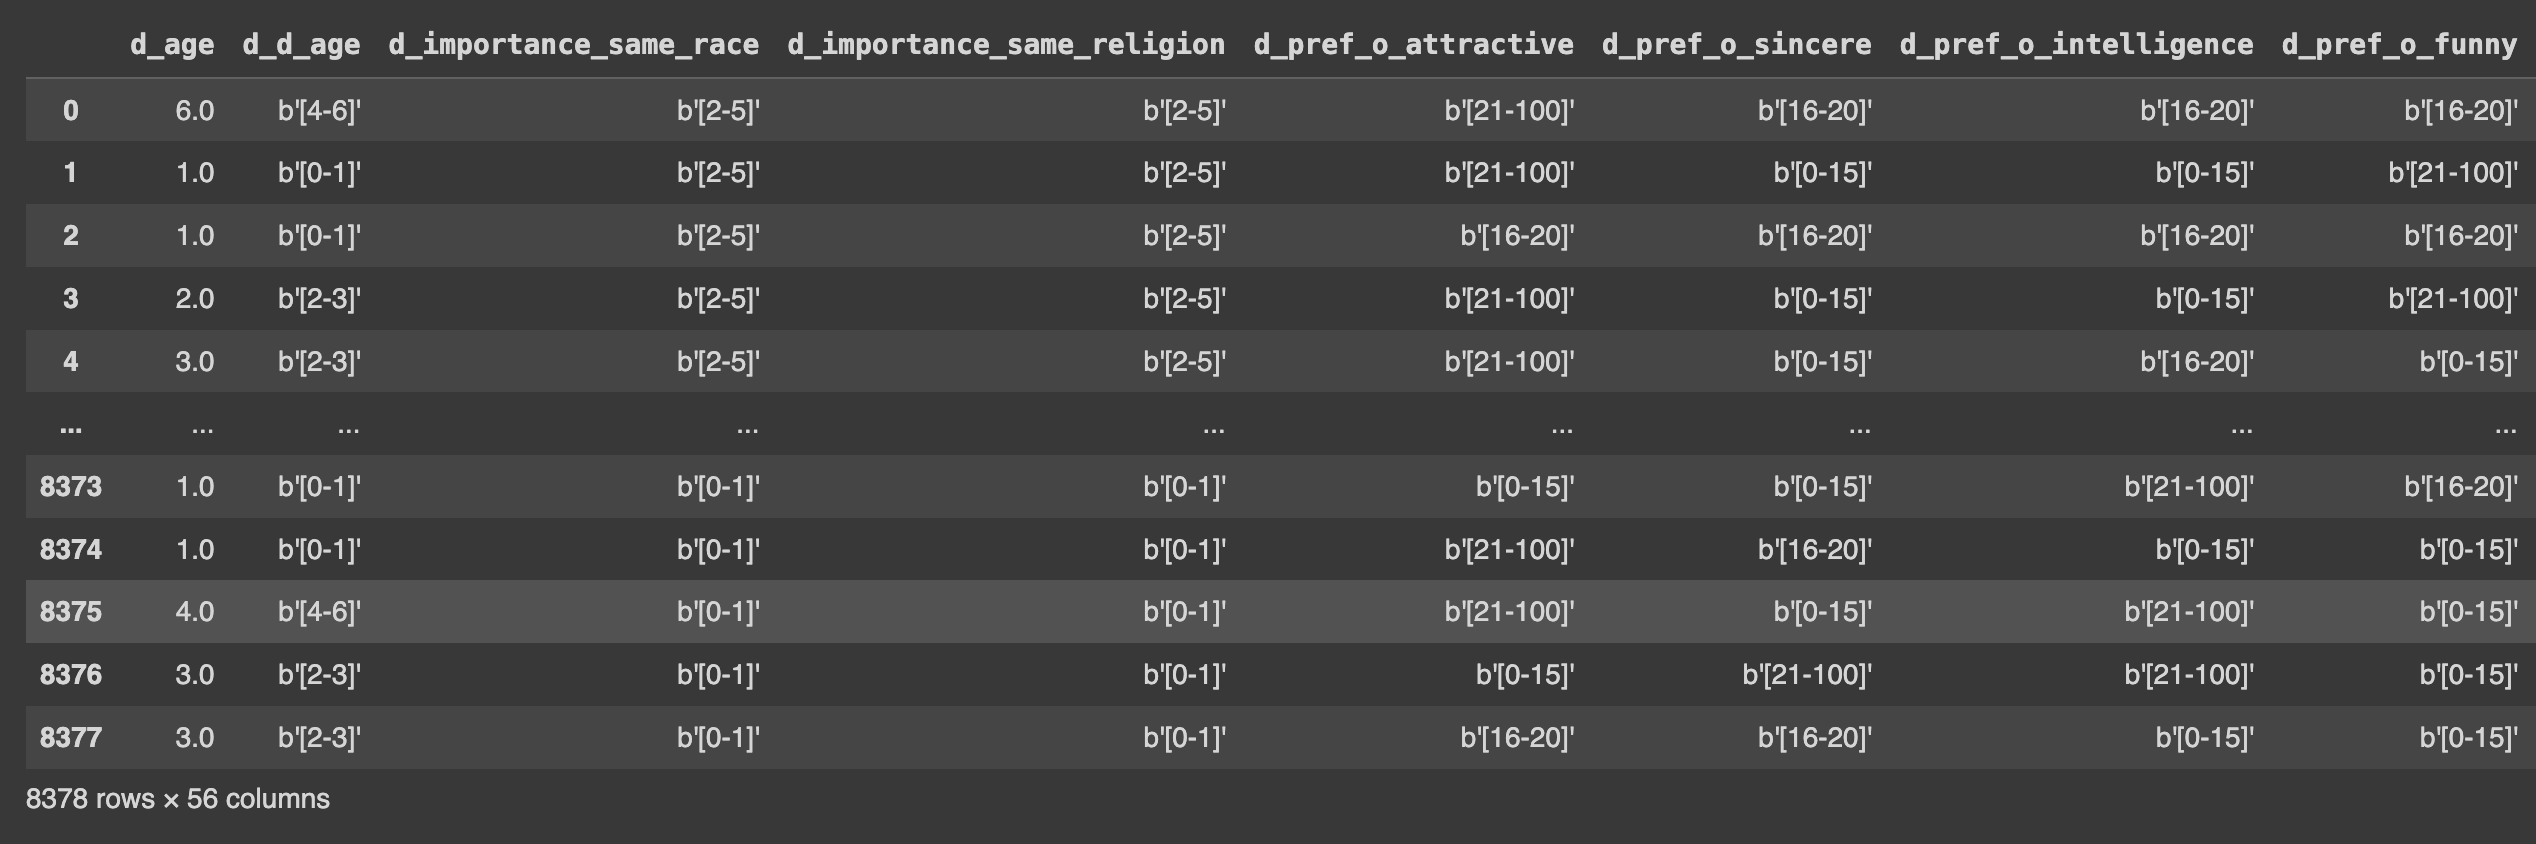 d_age d_d_age d_importance_same_race d_importance_same_religion d_pref_o_attractive d_pref_o_sincere d_pref_o_intelligence d_pref_o_funny
0 6.0 b'[4-6]' b'[2-5]' b'[2-5]' b'[21-100]' b'[16-20]' b'[16-20]' b'[16-20]'
1 1.0 b'[0-1]' b'[2-5]' b'[2-5]' b'[21-100]' b'[0-15]' b'[0-15]' b'[21-100]'
2 1.0 b'[0-1]' b'[2-5]' b'[2-5]' b'[16-20]' b'[16-20]' b'[16-20]' b'[16-20]'
3 2.0 b'[2-3]' b'[2-5]' b'[2-5]' b'[21-100]' b'[0-15]' b'[0-15]' b'[21-100]'
4 3.0 b'[2-3]' b'[2-5]' b'[2-5]' b'[21-100]' b'[0-15]' b'[16-20]' b'[0-15]'
... ... ... ... ... ... ... ... ...
8373 1.0 b'[0-1]' b'[0-1]' b'[0-1]' b'[0-15]' b'[0-15]' b'[21-100]' b'[16-20]'
8374 1.0 b'[0-1]' b'[0-1]' b'[0-1]' b'[21-100]' b'[16-20]' b'[0-15]' b'[0-15]'
8375 4.0 b'[4-6]' b'[0-1]' b'[0-1]' b'[21-100]' b'[0-15]' b'[21-100]' b'[0-15]'
8376 3.0 b'[2-3]' b'[0-1]' b'[0-1]' b'[0-15]' b'[21-100]' b'[21-100]' b'[0-15]'
8377 3.0 b'[2-3]' b'[0-1]' b'[0-1]' b'[16-20]' b'[16-20]' b'[0-15]' b'[0-15]'
8378 rows × 56 columns